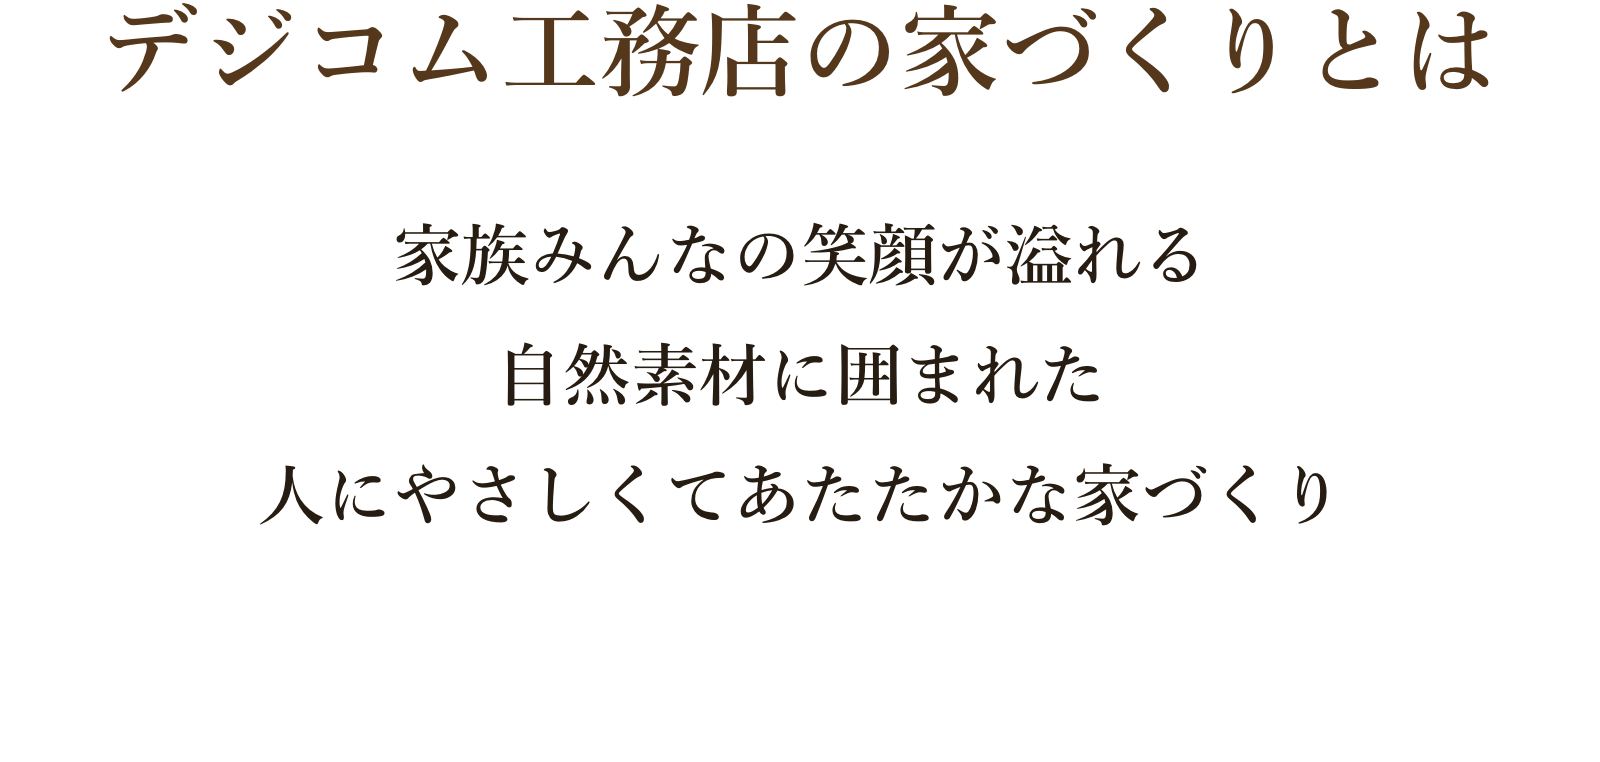 デジコム工務店の家づくりとは
家族みんなの笑顔が溢れる
自然素材に囲まれた
人にやさしくてあたたかな家づくり